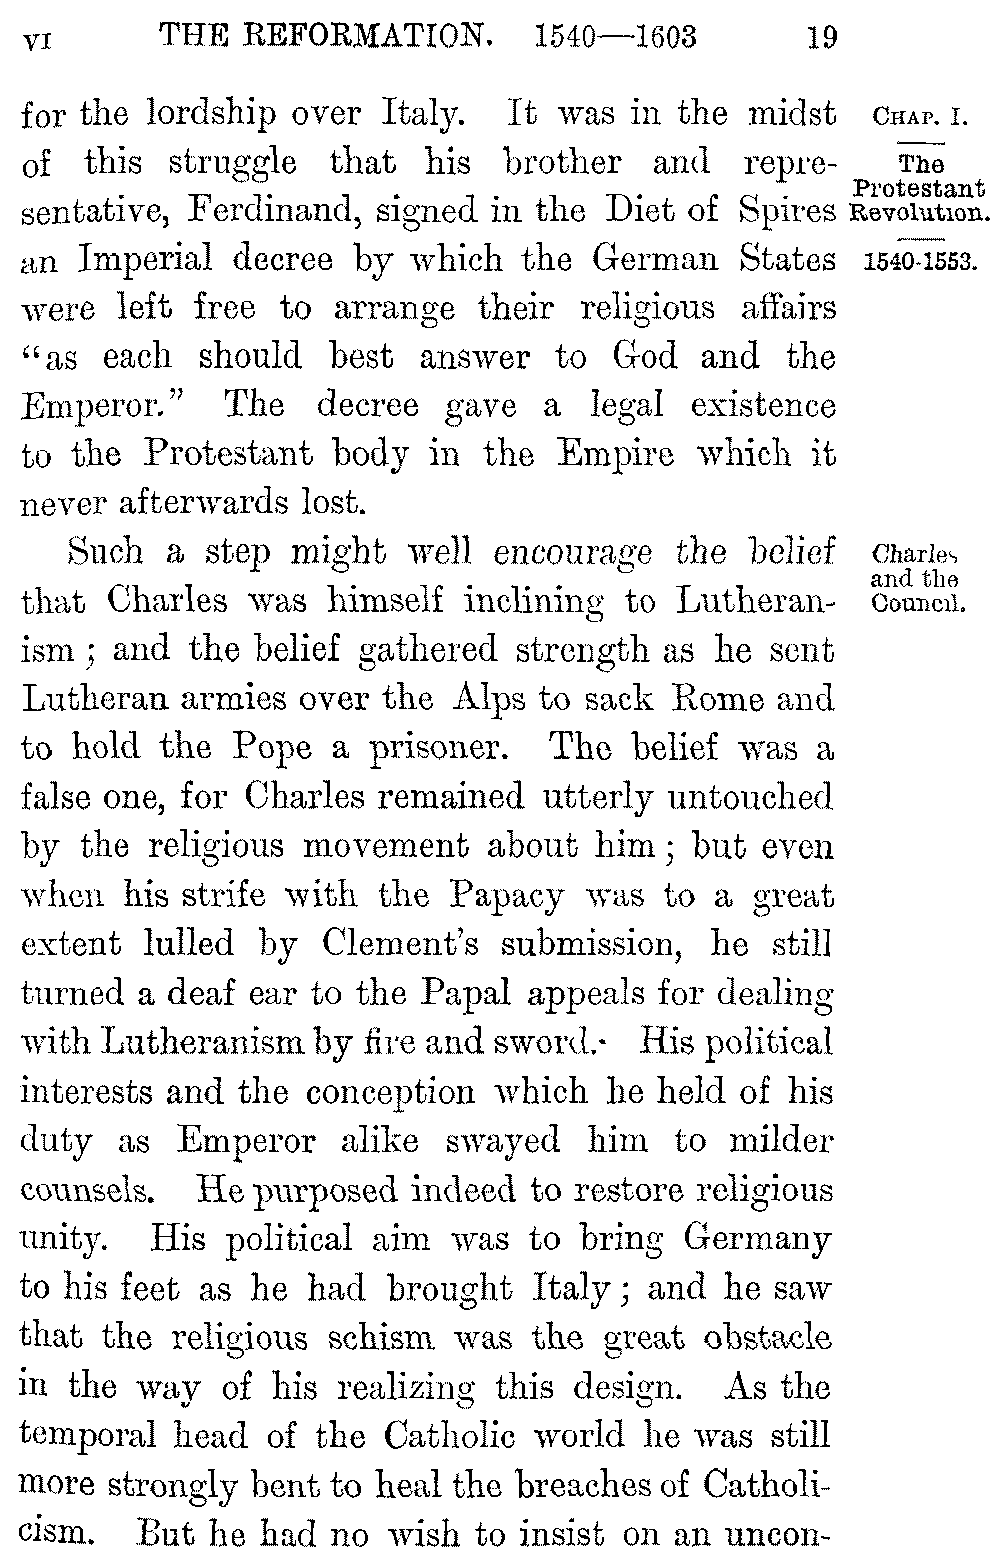 VI THE REFORMATION. 1540—1603 19
for the lordship over Italy. It was in the midst
of this struggle that his brother and repre-
sentative, Ferdinand, signed in the Diet of Spires
an Imperial decree by which the German States
were left free to arrange their religious affairs
“as each should best answer to God and the
Emperor.” The decree gave a legal existence
to the Protestant body in the Empire which it
never afterwards lost.
Such a step might well encourage the belief
that Charles was himself inclining to Lutheran-
ism ; and the belief gathered strength as he sent
Lutheran armies over the Alps to sack Rome and
to hold the Pope a prisoner. The belief was a
false one, for Charles remained utterly untouched
by the religious movement about him ; but even
when his strife with the Papacy was to a great
extent lulled by Clement’s submission, he still
turned a deaf ear to the Papal appeals for dealing
with Lutheranism by fire and sword. His political
interests and the conception which he held of his
duty as Emperor alike swayed him to milder
counsels. He purposed indeed to restore religious
unity. His political aim was to bring Germany
to his feet as he had brought Italy ; and he saw
that the religious schism was the great obstacle
in the way of his realizing this design. As the
temporal head of the Catholic world he was still
more strongly bent to heal the breaches of Catholi-
cism. But he had no wish to insist on an uncon-
CHAP. I.
The
Protestant
Revolution.
1540-1553.
Charles
and the
Council.